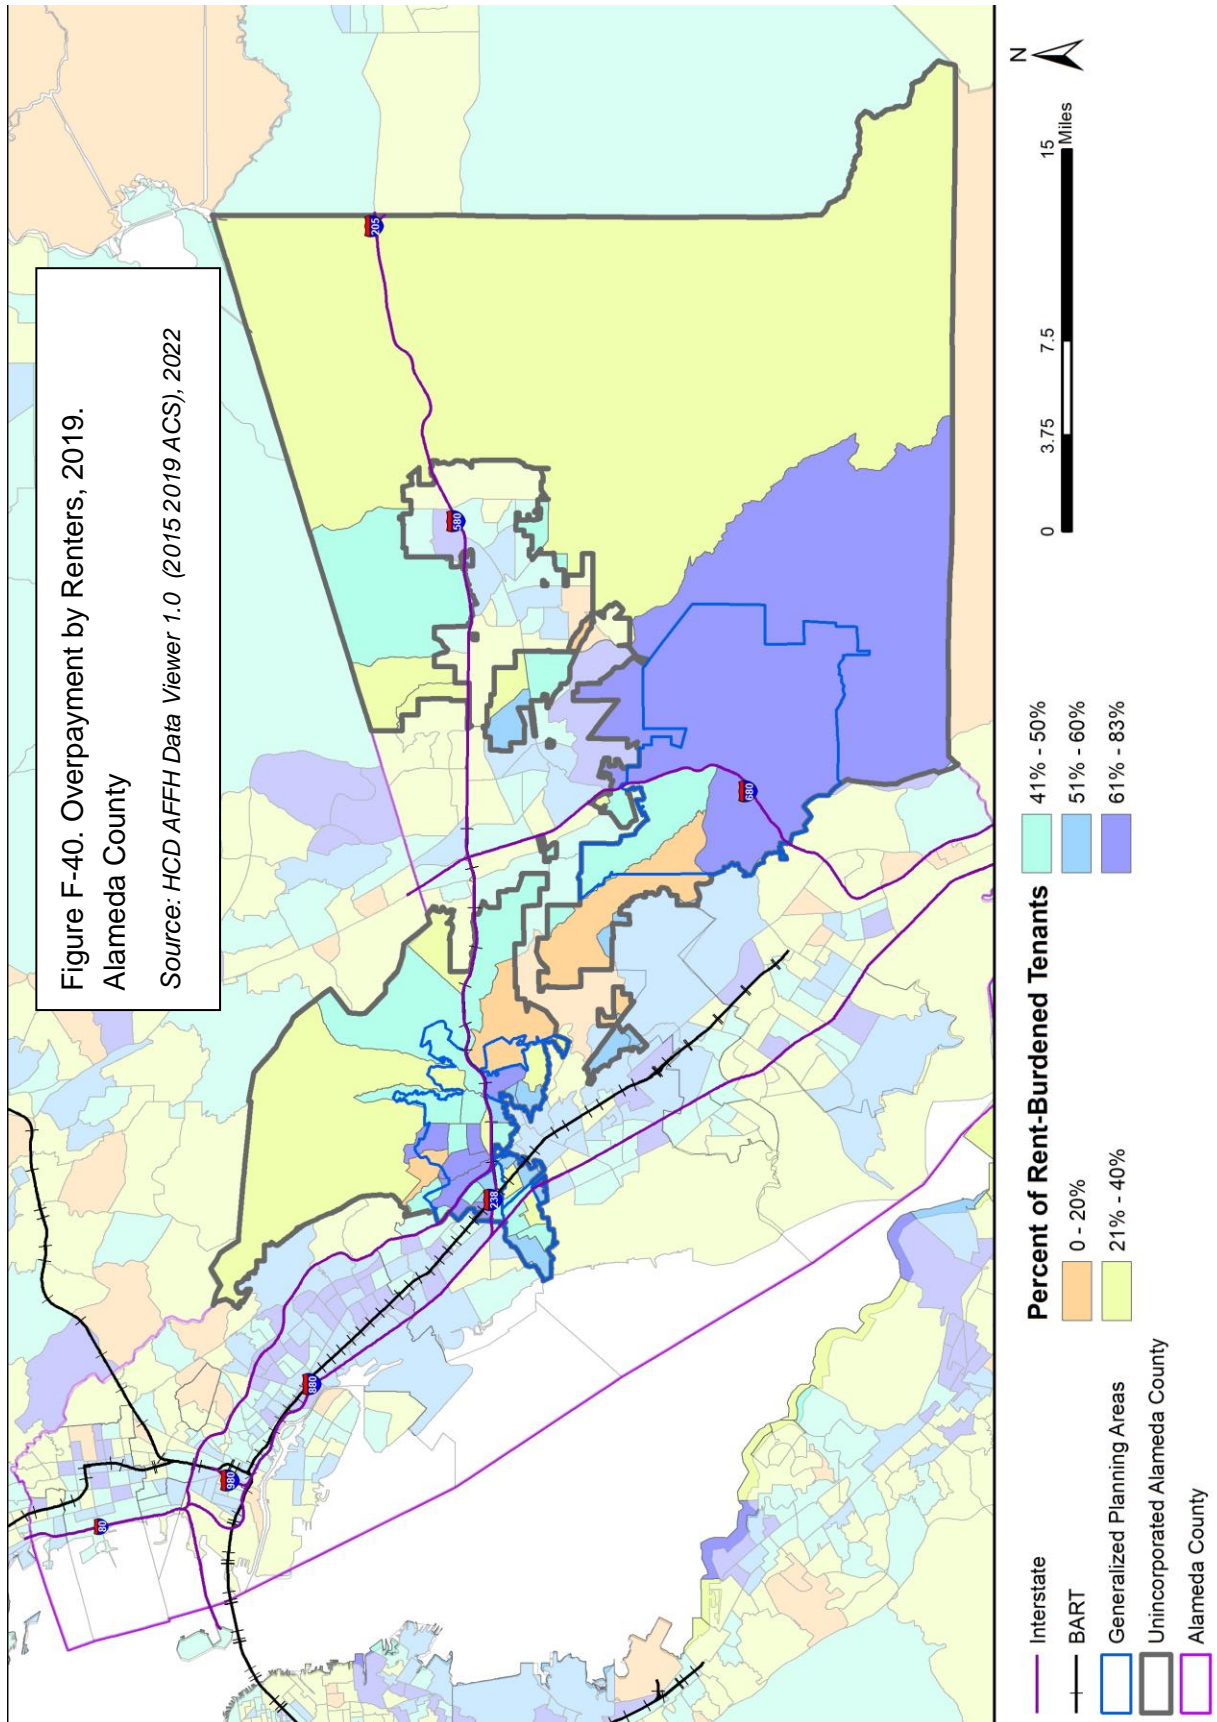 Figure F-40. Overpayment by Renters, 2019.
Alameda County
Source: HCD AFFH Data Viewer 1.0  (2015 2019 ACS), 2022
80
980
880
238
580
205
680
N
0
3.75
7.5
15
Miles
Interstate
BART
Generalized Planning Areas
Unincorporated Alameda County
Alameda County
Percent of Rent-Burdened Tenants
0 - 20%
21% - 40%
41% - 50%
51% - 60%
61% - 83%